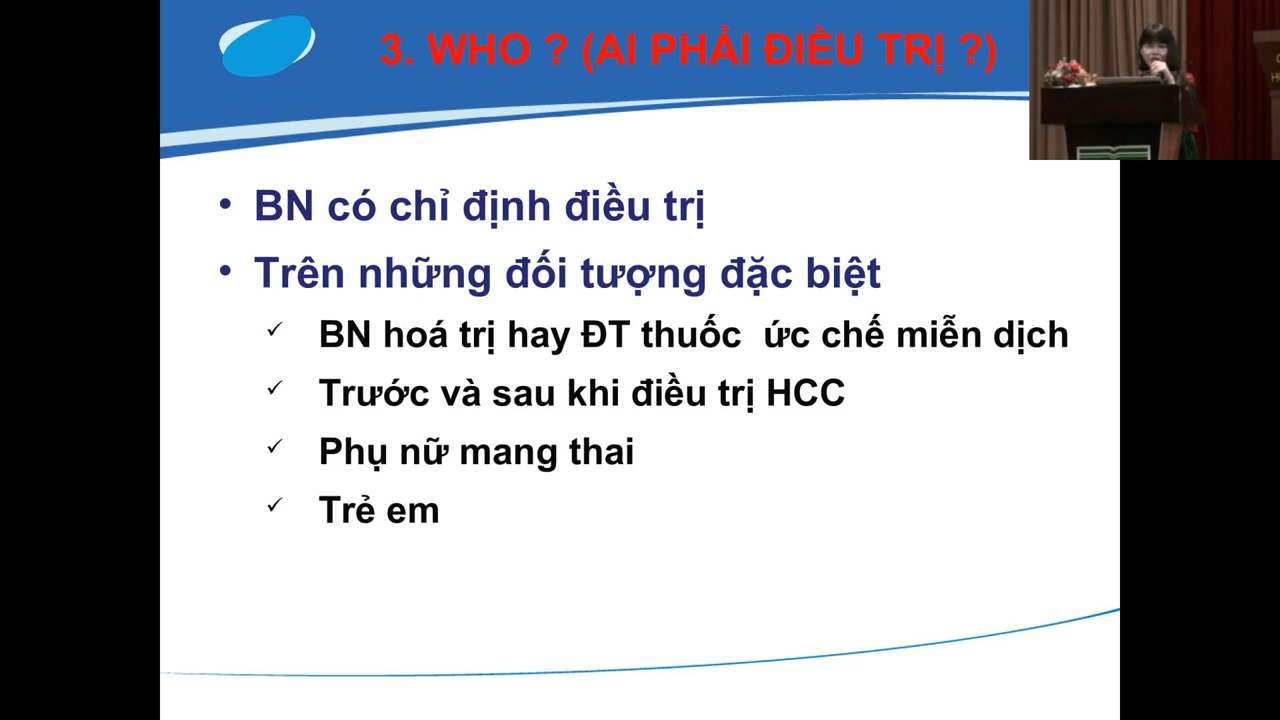 3. WHO ? (AI PHẢI ĐIỀU TRỊ ?)
• BN có chỉ định điều trị
• Trên những đối tượng đặc biệt
✓ BN hoá trị hay ĐT thuốc ức chế miễn dịch
✓ Trước và sau khi điều trị HCC
✓ Phụ nữ mang thai
✓ Trẻ em